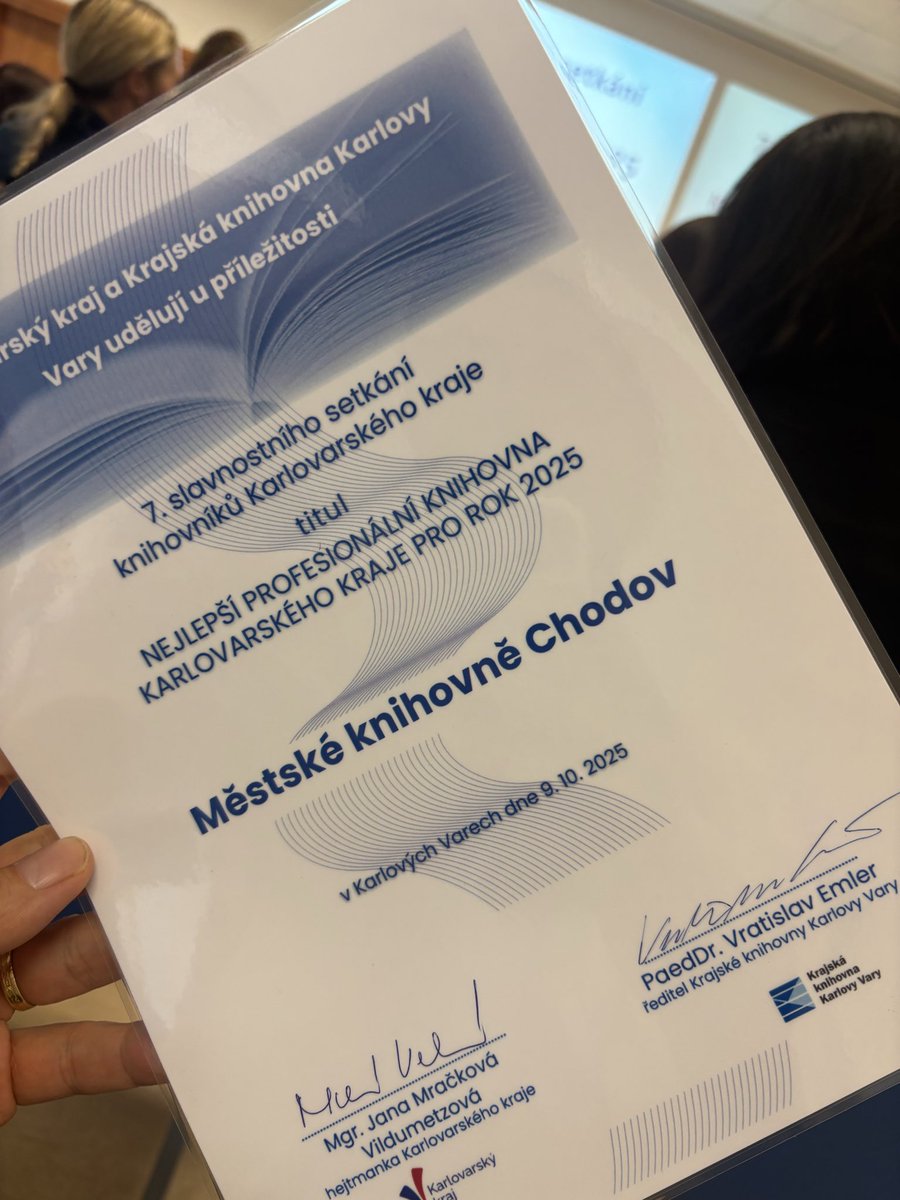 rský kraj a Krajská knihovna Karlovy
Vary udělují u příležitosti
7. slavnostního setkání
knihovníků Karlovarského kraje
titul
NEJLEPŠÍ PROFESIONÁLNÍ KNIHOVNA
KARLOVARSKÉHO KRAJE PRO ROK 2025
Městské knihovně Chodov
v Karlových Varech dne 9. 10. 2025
PaedDr. Vratislav Emler
ředitel Krajské knihovny Karlovy Vary
Krajská
knihovna
Karlovy Vary
Mgr. Jana Mračková
Vildumetzová
hejtmanka Karlovarského kraje
Karlovarský
kraj